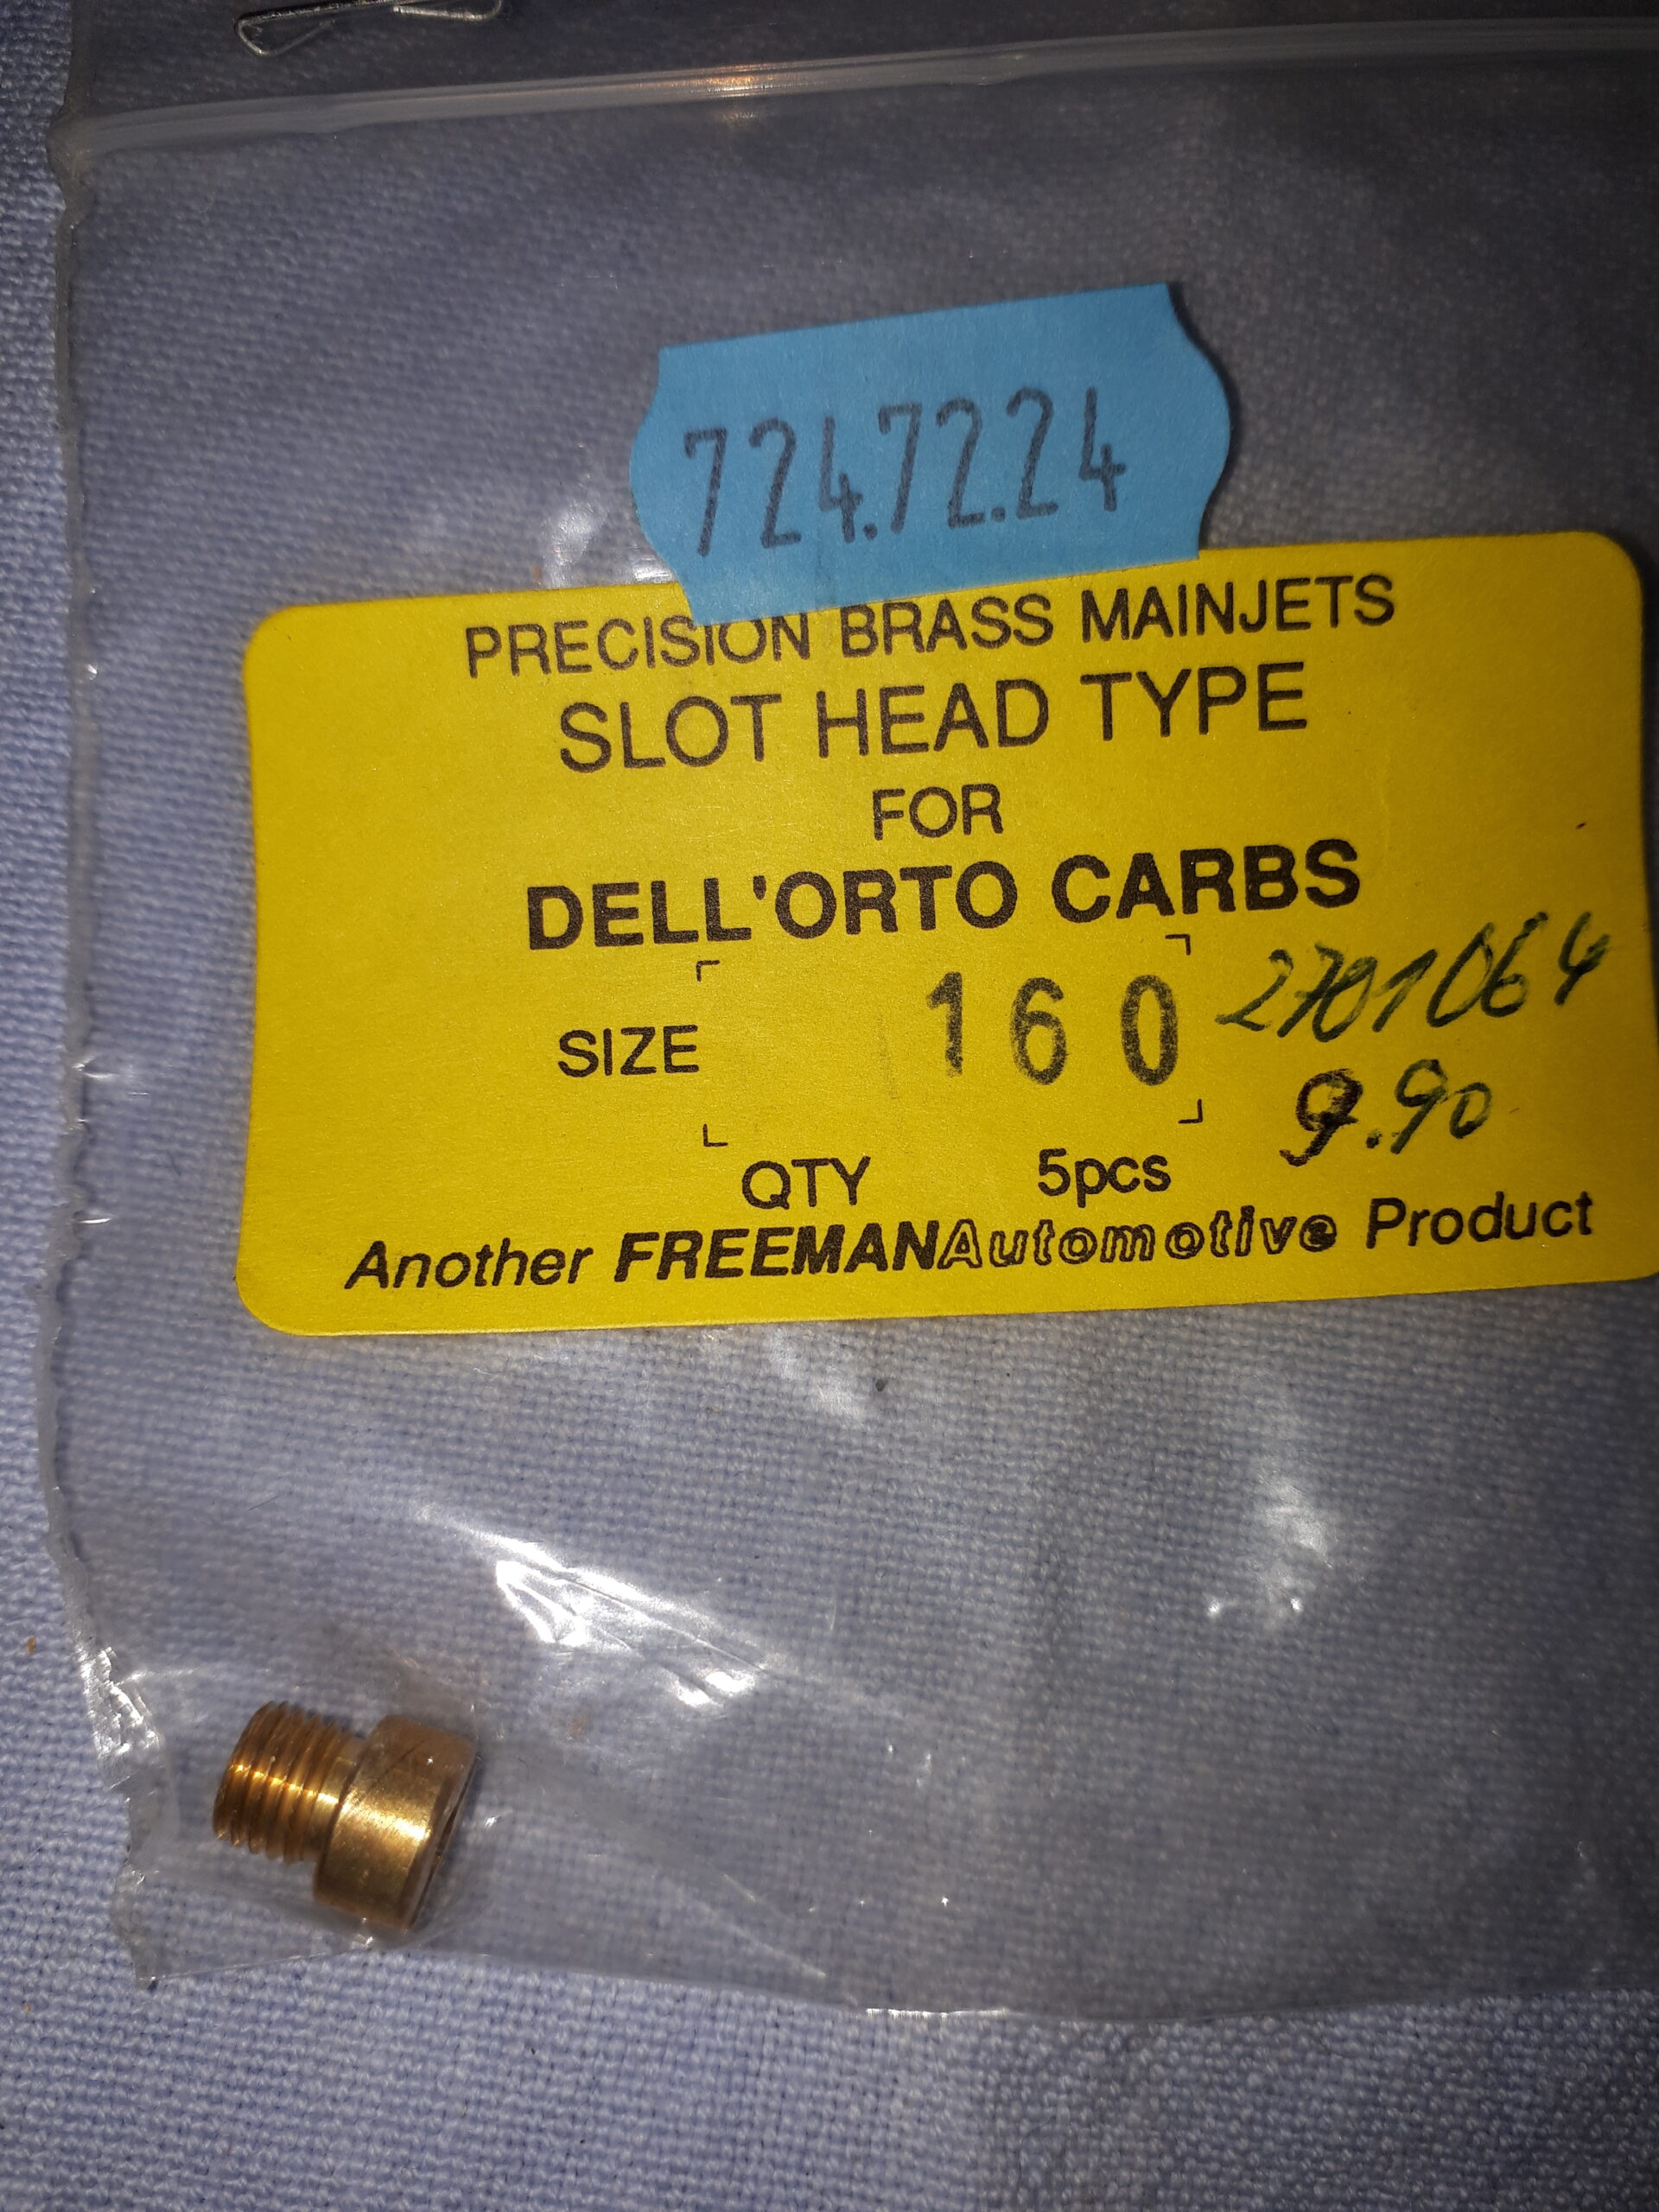 724.72.24
PRECISION BRASS MAINJETS
SLOT HEAD TYPE
FOR
DELL'ORTO CARBS
SIZE 160 2701064
9.90
QTY 5pcs
Another FREEMANAutomotive Product